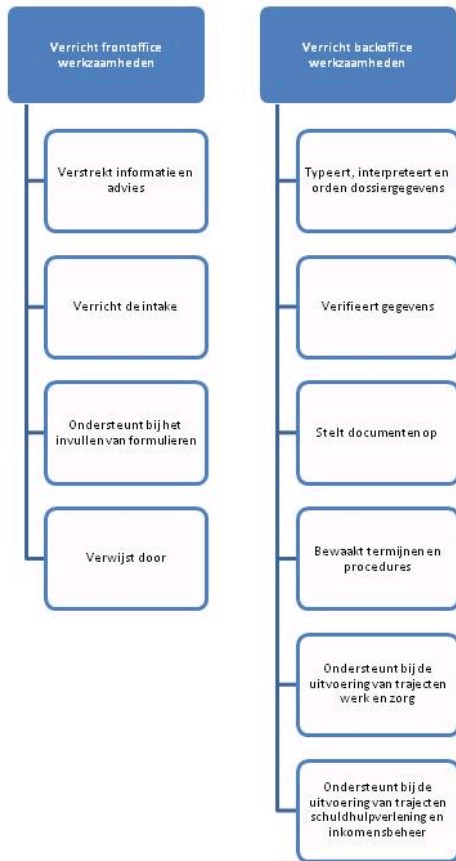 Verricht frontoffice
werkzaamheden
Verstrekt informatie en
advies
Verricht de intake
Ondersteunt bij het
invullen van formulieren
Verwijst door
Verricht backoffice
werkzaamheden
Typeert, interpreteert en
orden dossiergegevens
Verifieert gegevens
Stelt documenten op
Bewaakt termijnen en
procedures
Ondersteunt bij de
uitvoering van trajecten
werk en zorg
Ondersteunt bij de
uitvoering van trajecten
schuldhulpverlening en
inkomensbeheer